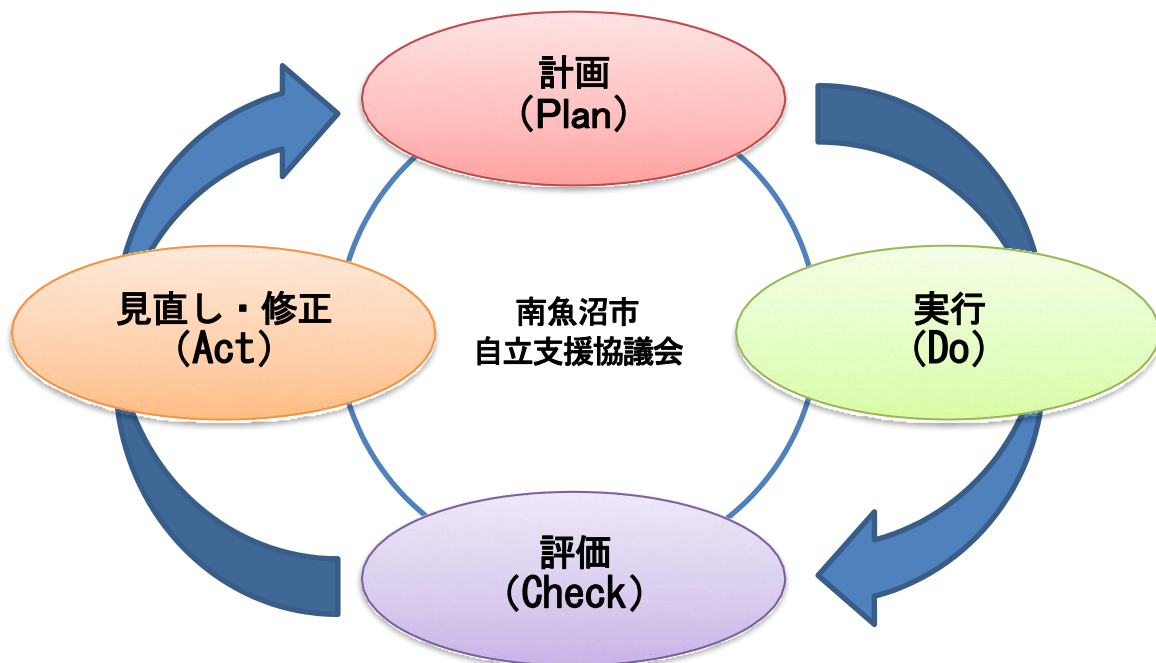 計画
(Plan)
見直し・修正
(Act)
南魚沼市
自立支援協議会
実行
(Do)
評価
(Check)